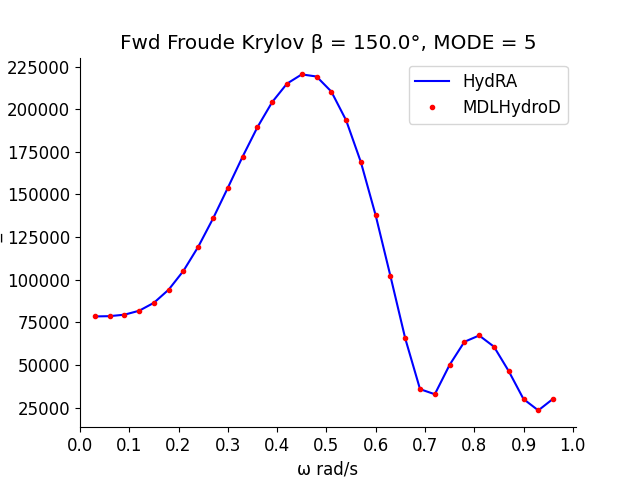 Fwd Froude Krylov β = 150.0°, MODE = 5
HydRA
MDLHydroD
225000
200000
175000
150000
125000
100000
75000
50000
25000
0.0 0.1 0.2 0.3 0.4 0.5 0.6 0.7 0.8 0.9 1.0
ω rad/s